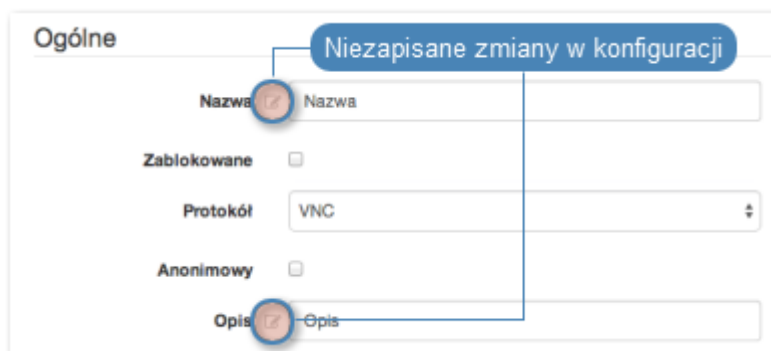 Ogólne
Niezapisane zmiany w konfiguracji
Nazwa Nazwa
Zablokowane
Protokół VNC
Anonimowy
Opis Opis